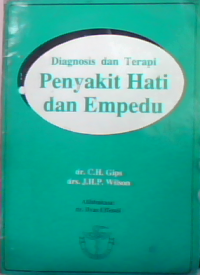 Diagnosis dan Terapi
Penyakit Hati
dan Empedu
dr. C.H. Gips
drs. J.H.P. Wilson